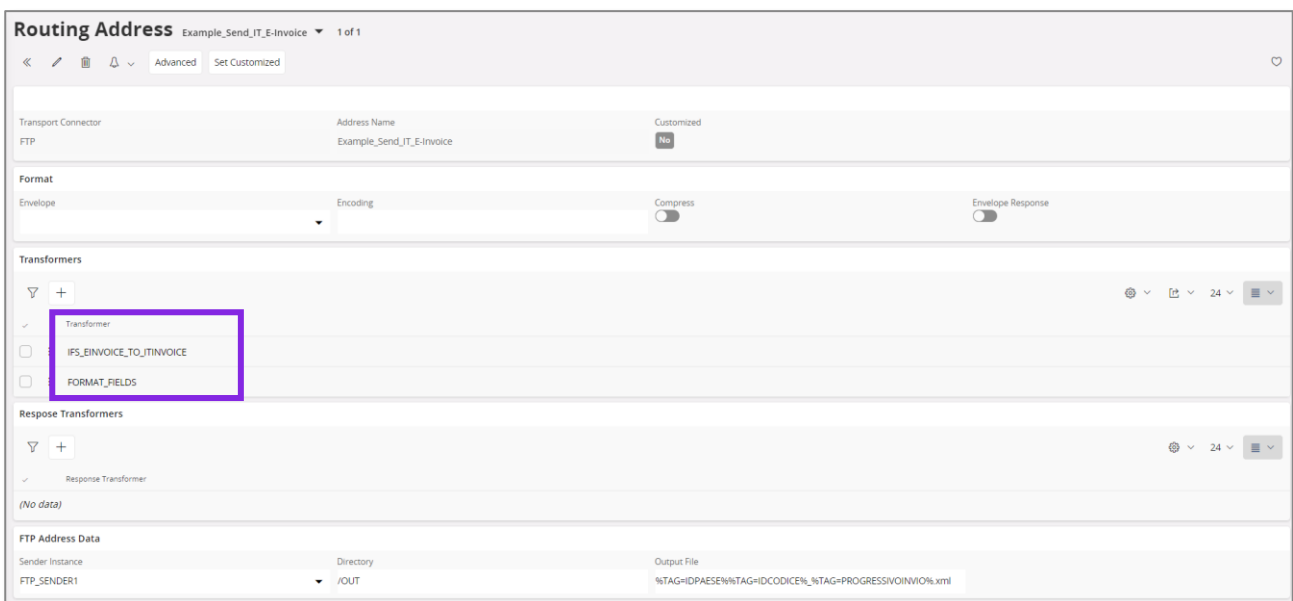 Routing Address Example_Send_IT_E-Invoice 1 of 1
Advanced Set Customized
Transport Connector Address Name Customized
FTP Example_Send_IT_E-Invoice No
Format
Envelope Encoding Compress Envelope Response
Transformers
24
Transformer
IFS_EINVOICE_TO_ITINVOICE
FORMAT_FIELDS
Respose Transformers
24
Response Transformer
(No data)
FTP Address Data
Sender Instance Directory Output File
FTP_SENDER1 /OUT %TAG=IDPAESE%%TAG=IDCODICE%_%TAG=PROGRESSIVOINVIO%.xml